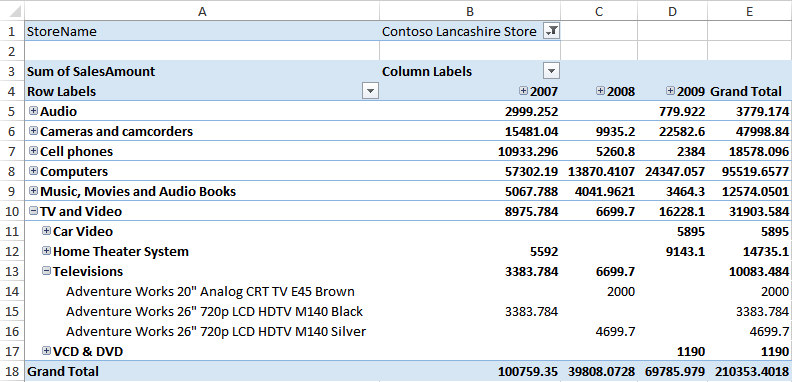 A B C D E
1 StoreName Contoso Lancashire Store
2
3 Sum of SalesAmount Column Labels
4 Row Labels 2007 2008 2009 Grand Total
5 Audio 2999.252 779.922 3779.174
6 Cameras and camcorders 15481.04 9935.2 22582.6 47998.84
7 Cell phones 10933.296 5260.8 2384 18578.096
8 Computers 57302.19 13870.4107 24347.057 95519.6577
9 Music, Movies and Audio Books 5067.788 4041.9621 3464.3 12574.0501
10 TV and Video 8975.784 6699.7 16228.1 31903.584
11 Car Video 5895 5895
12 Home Theater System 5592 9143.1 14735.1
13 Televisions 3383.784 6699.7 10083.484
14 Adventure Works 20" Analog CRT TV E45 Brown 2000 2000
15 Adventure Works 26" 720p LCD HDTV M140 Black 3383.784 3383.784
16 Adventure Works 26" 720p LCD HDTV M140 Silver 4699.7 4699.7
17 VCD & DVD 1190 1190
18 Grand Total 100759.35 39808.0728 69785.979 210353.4018